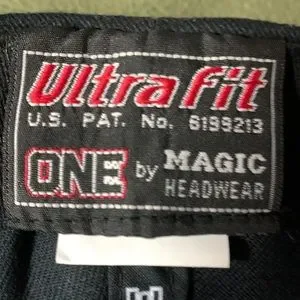 Ultra Fit
U.S. PAT. No. 6199213
ONE by MAGIC
HEADWEAR